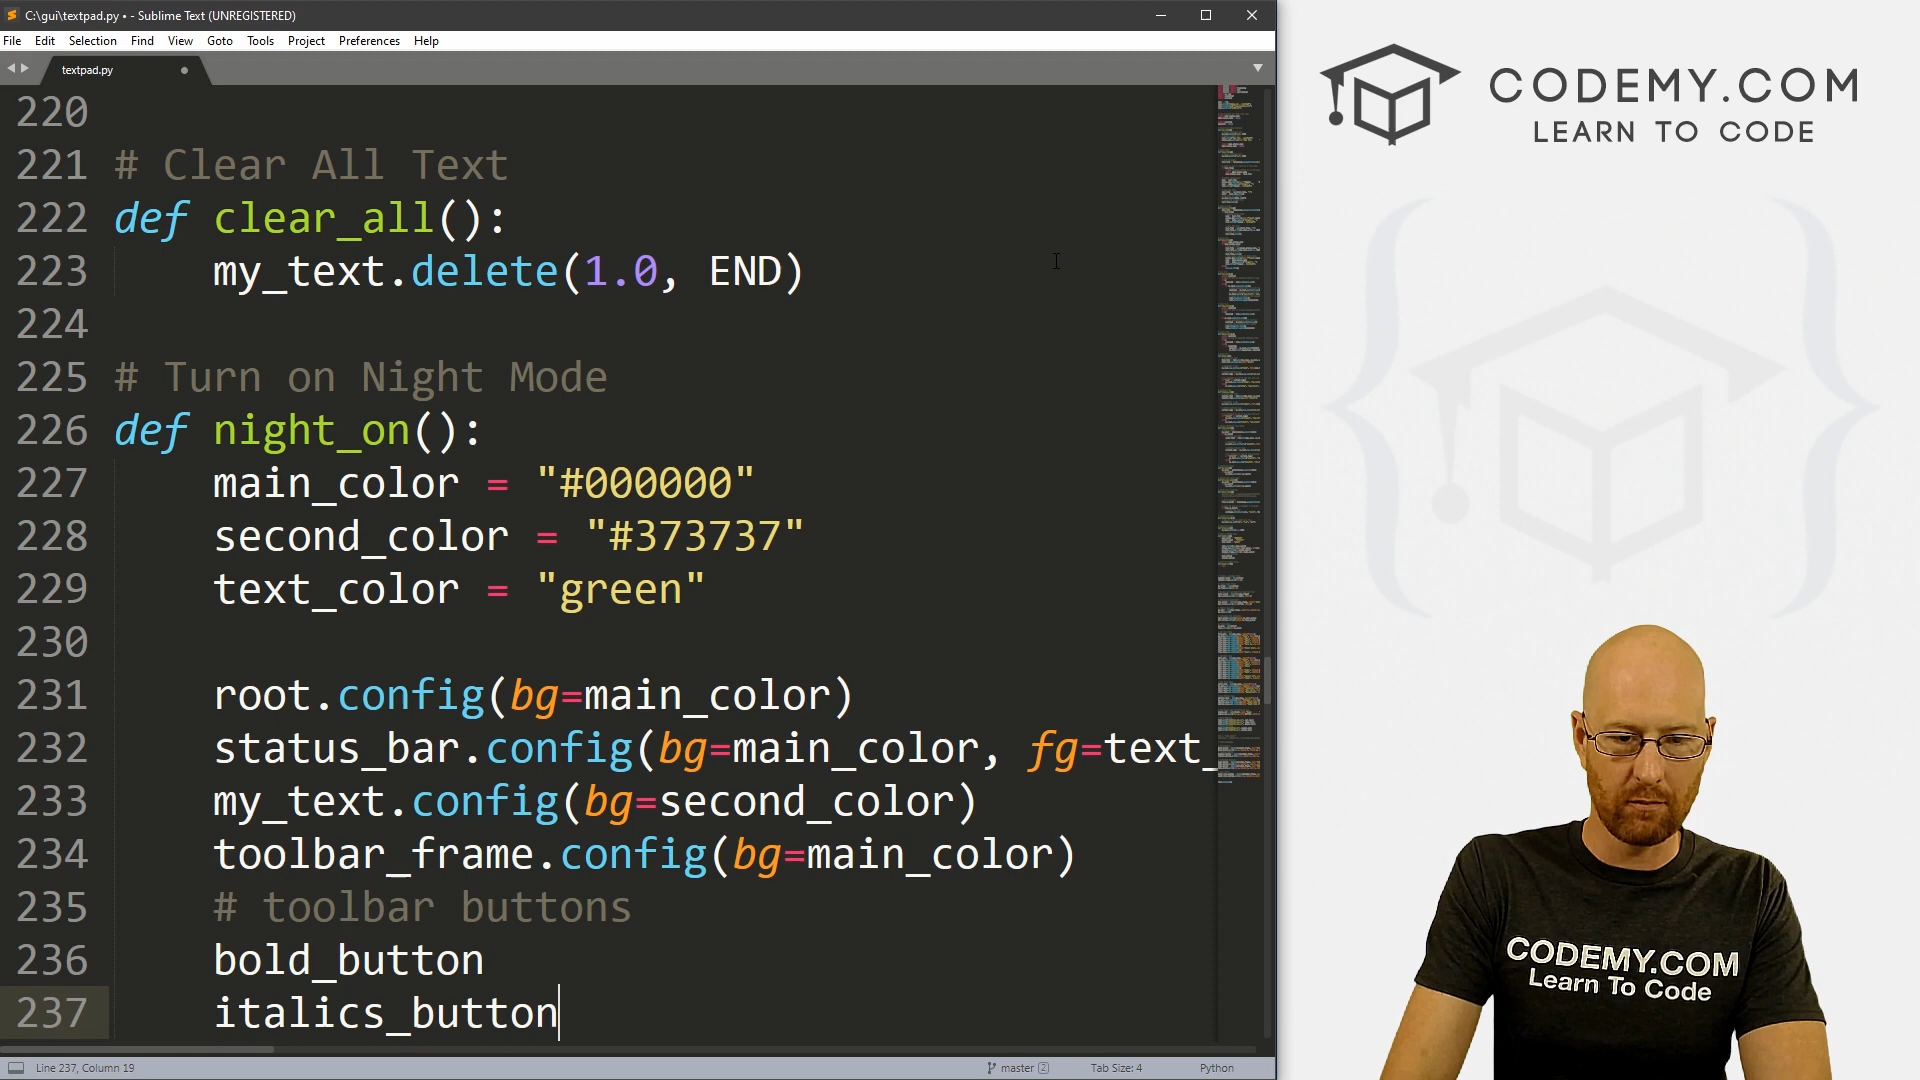 C:\gui\textpad.py • - Sublime Text (UNREGISTERED)
File Edit Selection Find View Goto Tools Project Preferences Help
textpad.py
220
221 # Clear All Text
222 def clear_all():
223 my_text.delete(1.0, END)
224
225 # Turn on Night Mode
226 def night_on():
227 main_color = "#000000"
228 second_color = "#373737"
229 text_color = "green"
230
231 root.config(bg=main_color)
232 status_bar.config(bg=main_color, fg=text_
233 my_text.config(bg=second_color)
234 toolbar_frame.config(bg=main_color)
235 # toolbar buttons
236 bold_button
237 italics_button
Line 237, Column 19
master 2
Tab Size: 4
Python
CODEMY.COM
LEARN TO CODE
CODEMY.COM
Learn To Code